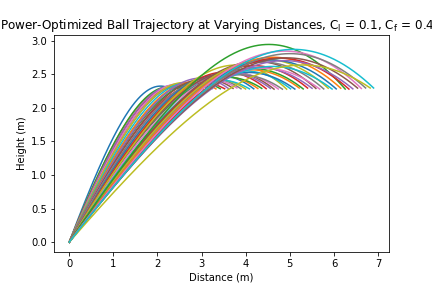 Power-Optimized Ball Trajectory at Varying Distances, Cl = 0.1, Cf = 0.4
3.0
2.5
2.0
1.5
1.0
0.5
0.0
Height (m)
0 1 2 3 4 5 6 7
Distance (m)